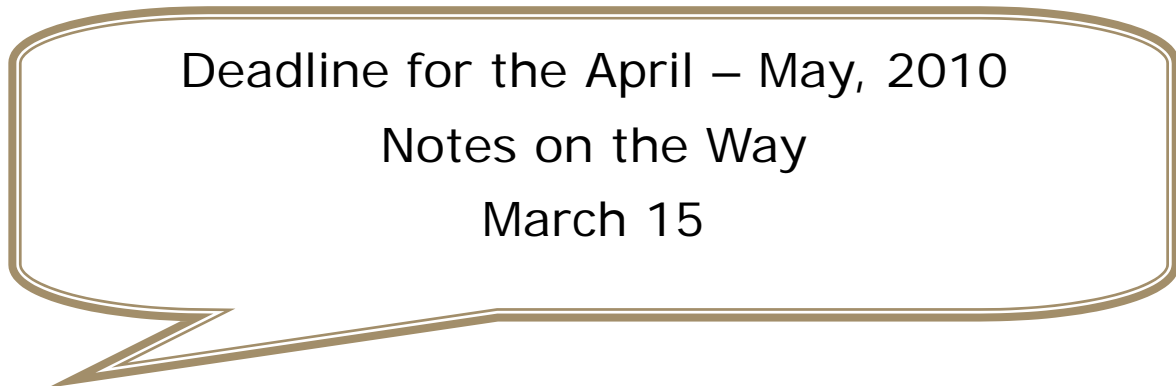 Deadline for the April – May, 2010
Notes on the Way
March 15